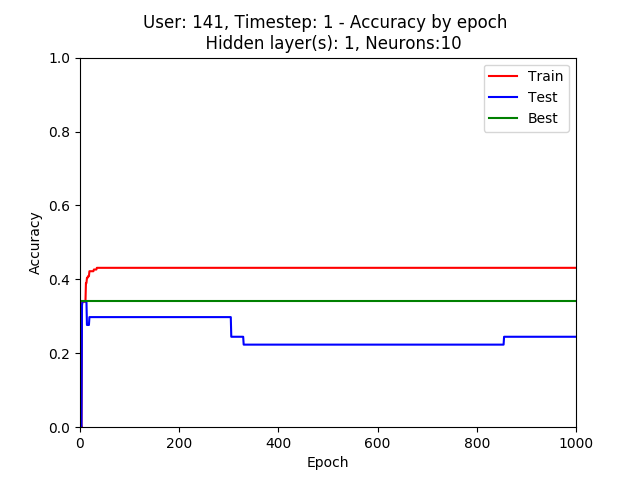 User: 141, Timestep: 1 - Accuracy by epoch
Hidden layer(s): 1, Neurons:10
1.0
0.8
0.6
0.4
0.2
0.0
Accuracy
Train
Test
Best
0 200 400 600 800 1000
Epoch